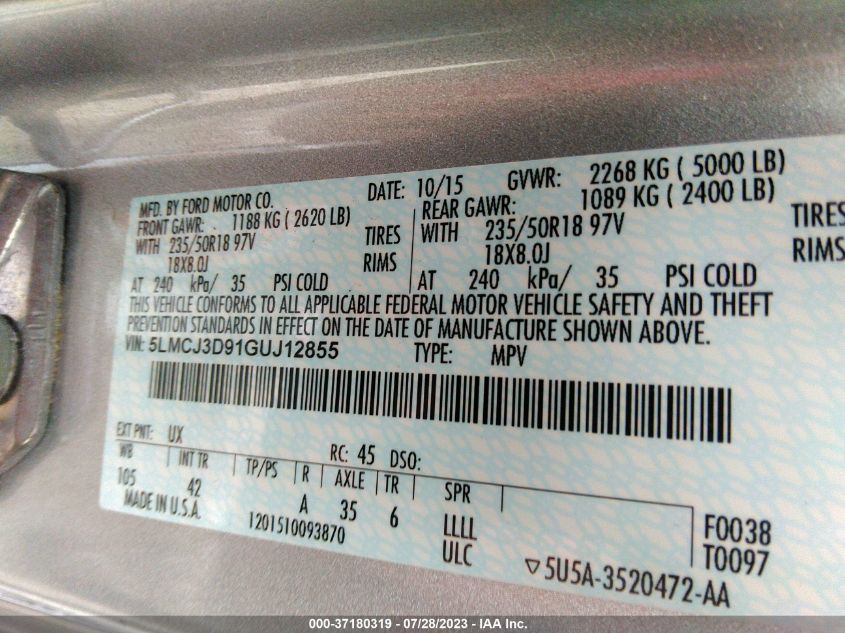 MFD. BY FORD MOTOR CO. DATE: 10/15 GVWR: 2268 KG ( 5000 LB)
FRONT GAWR: 1188 KG ( 2620 LB) REAR GAWR: 1089 KG ( 2400 LB)
WITH 235/50R18 97V TIRES WITH 235/50R18 97V TIRES
18X8.0J RIMS 18X8.0J RIMS
AT 240 kPa/ 35 PSI COLD AT 240 kPa/ 35 PSI COLD
THIS VEHICLE CONFORMS TO ALL APPLICABLE FEDERAL MOTOR VEHICLE SAFETY AND THEFT
PREVENTION STANDARDS IN EFFECT ON THE DATE OF MANUFACTURE SHOWN ABOVE.
VIN: 5LMCJ3D91GUJ12855 TYPE: MPV
EXT PNT: UX RC: 45 DSO:
WB INT TR TP/PS R AXLE TR SPR
105 42 A 35 6 LLLL F0038
MADE IN U.S.A. 1201510093870 ULC T0097
▽5U5A-3520472-AA
000-37180319 / 07/28/2023 / IAA Inc.